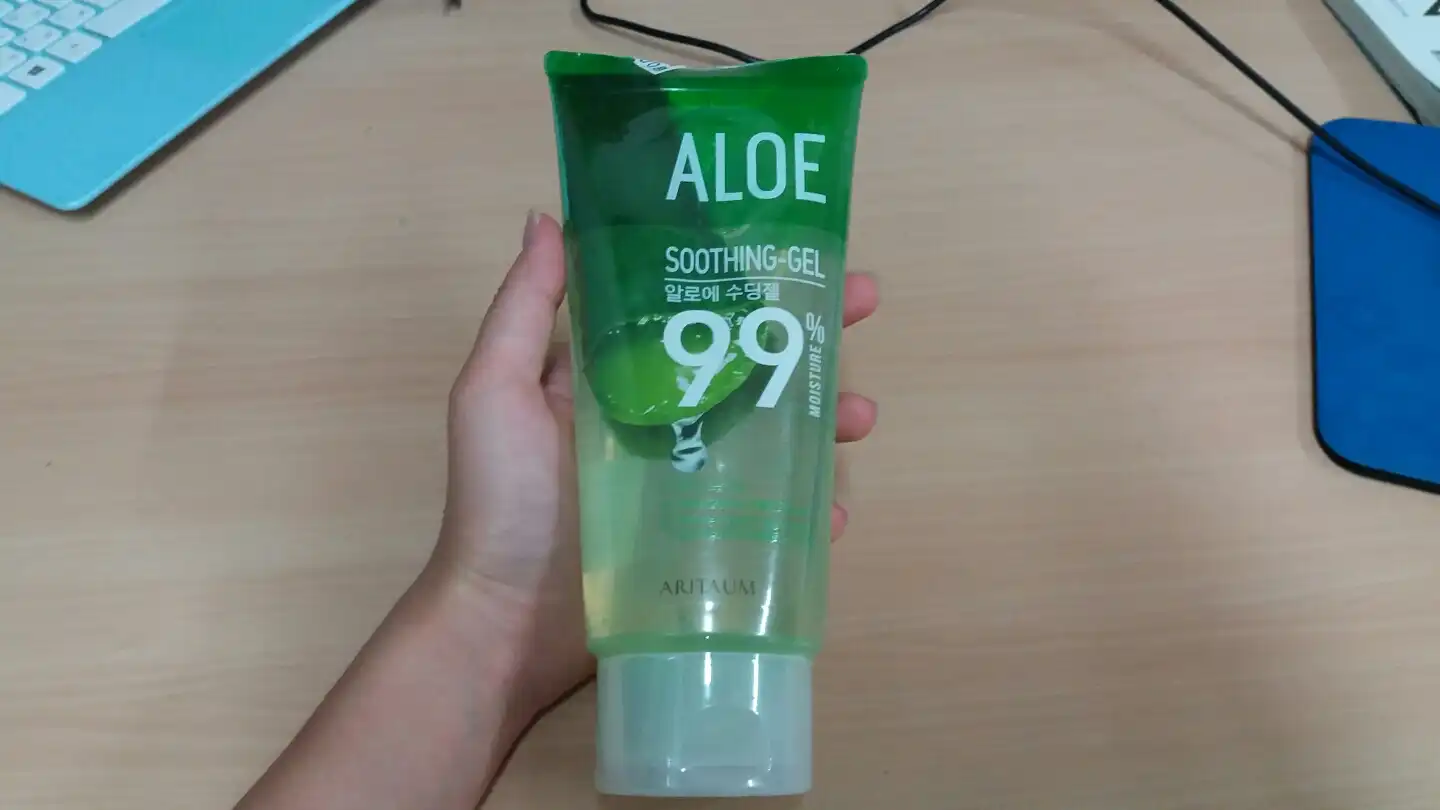 ALOE
SOOTHING-GEL
알로에 수딩젤
99%
MOISTURE
ARITAUM